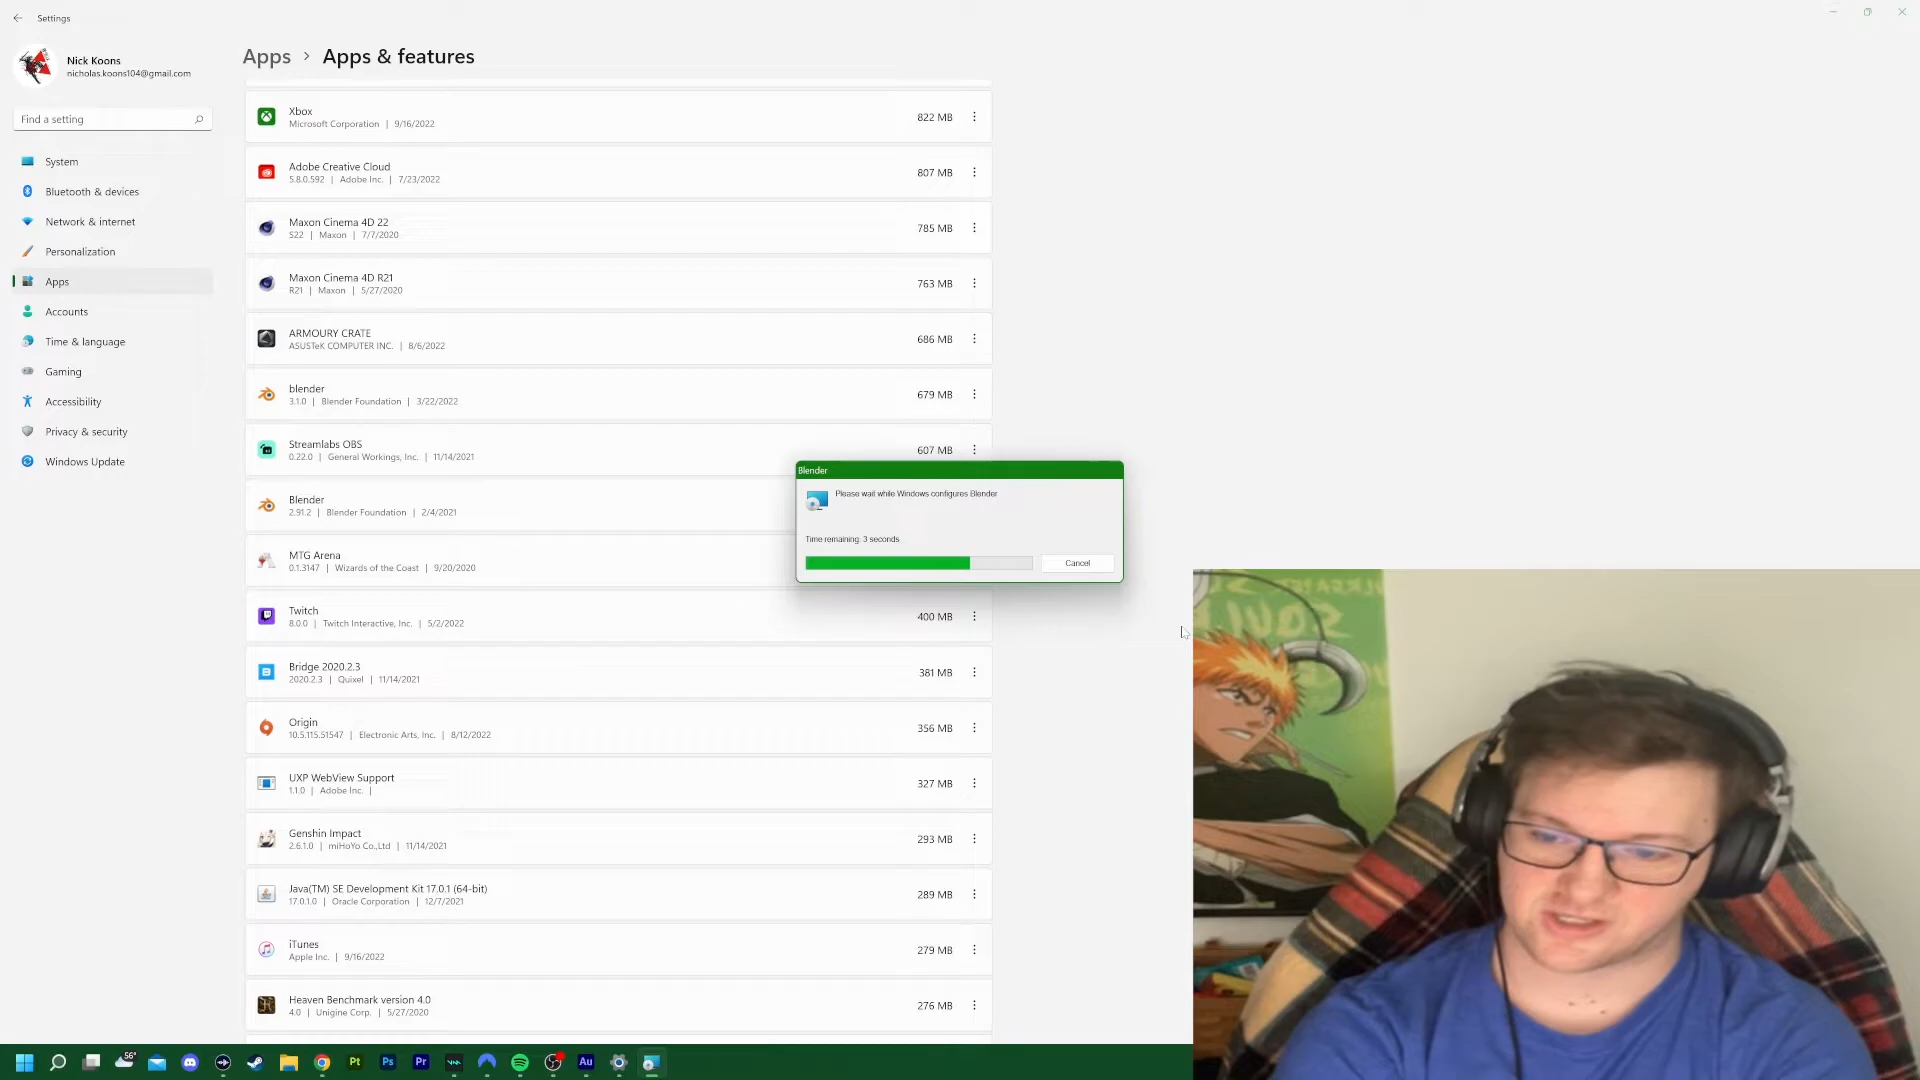 Settings
Nick Koons
nicholas.koons104@gmail.com
Find a setting
System
Bluetooth & devices
Network & internet
Personalization
Apps
Accounts
Time & language
Gaming
Accessibility
Privacy & security
Windows Update
Apps > Apps & features
Xbox
Microsoft Corporation | 9/16/2022
822 MB
Adobe Creative Cloud
5.8.0.592 | Adobe Inc. | 7/23/2022
807 MB
Maxon Cinema 4D 22
S22 | Maxon | 7/7/2020
785 MB
Maxon Cinema 4D R21
R21 | Maxon | 5/27/2020
763 MB
ARMOURY CRATE
ASUSTeK COMPUTER INC. | 8/6/2022
686 MB
blender
3.1.0 | Blender Foundation | 3/22/2022
679 MB
Streamlabs OBS
0.22.0 | General Workings, Inc. | 11/14/2021
607 MB
Blender
2.91.2 | Blender Foundation | 2/4/2021
MTG Arena
0.1.3147 | Wizards of the Coast | 9/20/2020
Twitch
8.0.0 | Twitch Interactive, Inc. | 5/2/2022
400 MB
Bridge 2020.2.3
2020.2.3 | Quixel | 11/14/2021
381 MB
Origin
10.5.115.51547 | Electronic Arts, Inc. | 8/12/2022
356 MB
UXP WebView Support
1.1.0 | Adobe Inc. |
327 MB
Genshin Impact
2.6.1.0 | miHoYo Co.,Ltd | 11/14/2021
293 MB
Java(TM) SE Development Kit 17.0.1 (64-bit)
17.0.1.0 | Oracle Corporation | 12/7/2021
289 MB
iTunes
Apple Inc. | 9/16/2022
279 MB
Heaven Benchmark version 4.0
4.0 | Unigine Corp. | 5/27/2020
276 MB
Blender
Please wait while Windows configures Blender
Time remaining: 3 seconds
Cancel
56°
Pt
Ps
Pr
Au